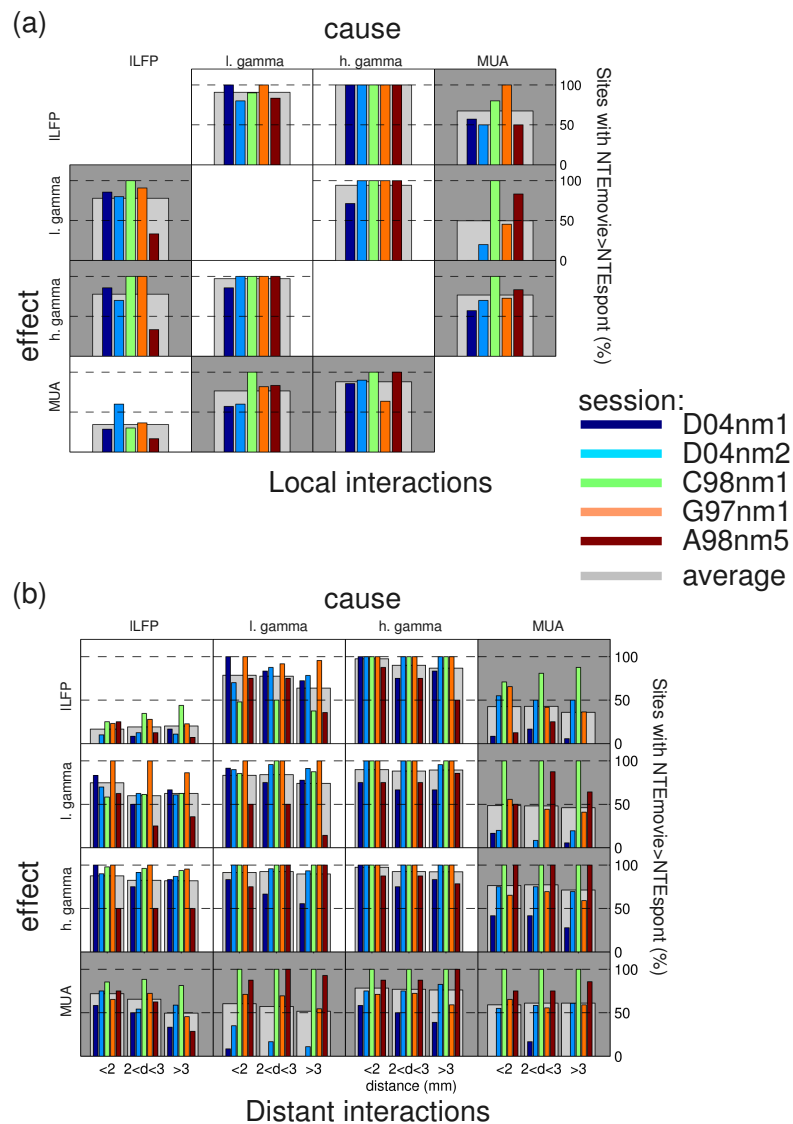 (a)
cause
lLFP l. gamma h. gamma MUA
lLFP
l. gamma
h. gamma
MUA
effect
100
50
0
100
50
0
100
50
0
Sites with NTEmovie>NTEspont (%)
Local interactions
session:
D04nm1
D04nm2
C98nm1
G97nm1
A98nm5
average
(b)
cause
lLFP l. gamma h. gamma MUA
lLFP
l. gamma
h. gamma
MUA
effect
100
50
0
100
50
0
100
50
0
100
50
0
Sites with NTEmovie>NTEspont (%)
<2 2<d<3 >3 <2 2<d<3 >3 <2 2<d<3 >3 <2 2<d<3 >3
distance (mm)
Distant interactions